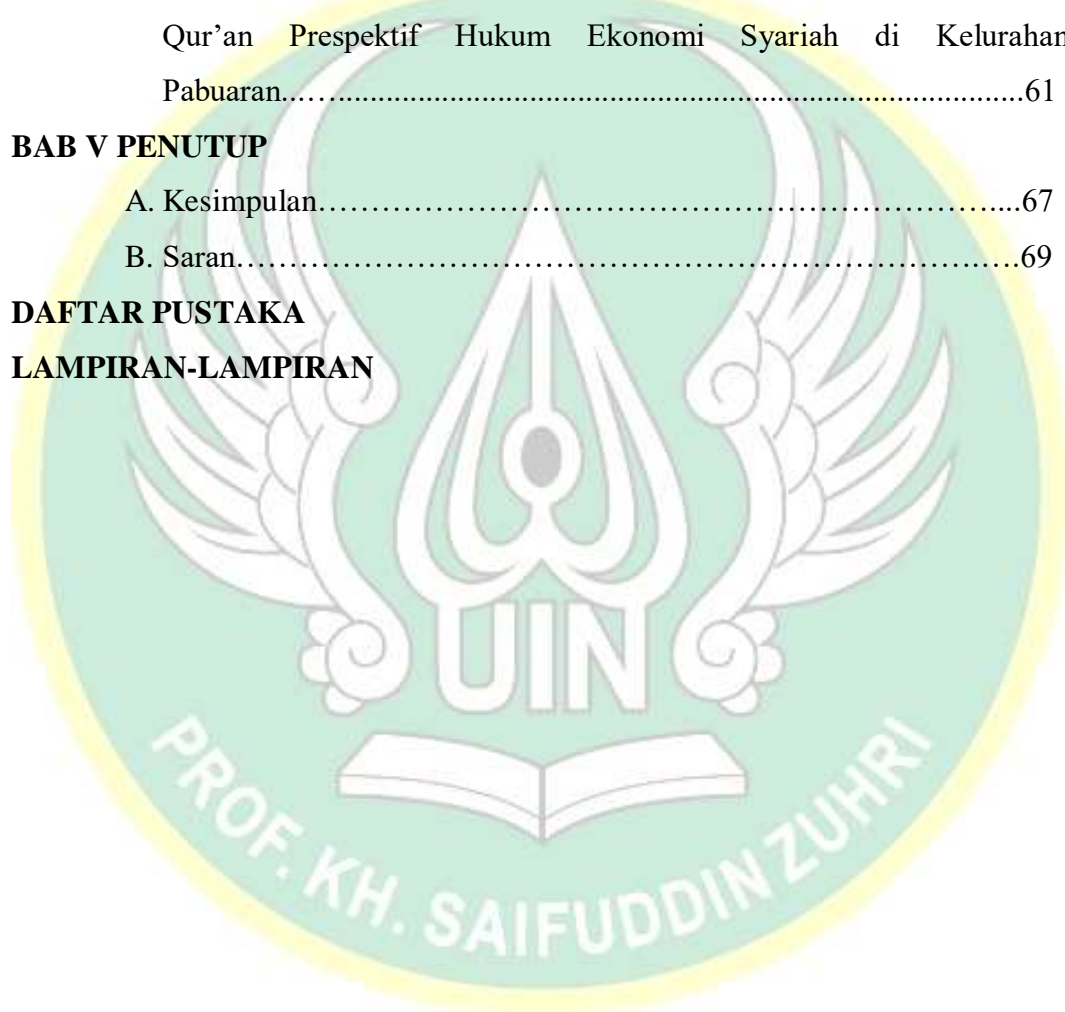 Qur’an Prespektif Hukum Ekonomi Syariah di Kelurahan
Pabuaran...…...............................................................................61
BAB V PENUTUP
A. Kesimpulan…………………………………………………………...67
B. Saran………………………………………………………………….69
DAFTAR PUSTAKA
LAMPIRAN-LAMPIRAN
UIN
PROF. KH. SAIFUDDIN ZUHRI